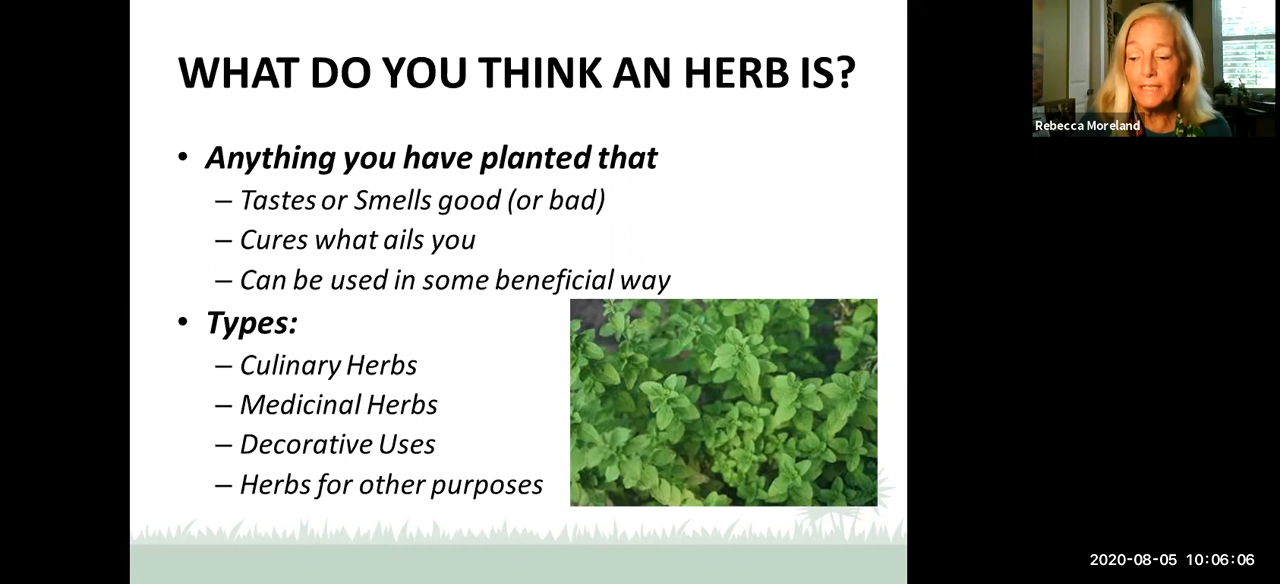 WHAT DO YOU THINK AN HERB IS?
• Anything you have planted that
– Tastes or Smells good (or bad)
– Cures what ails you
– Can be used in some beneficial way
• Types:
– Culinary Herbs
– Medicinal Herbs
– Decorative Uses
– Herbs for other purposes
Rebecca Moreland
2020-08-05 10:06:06